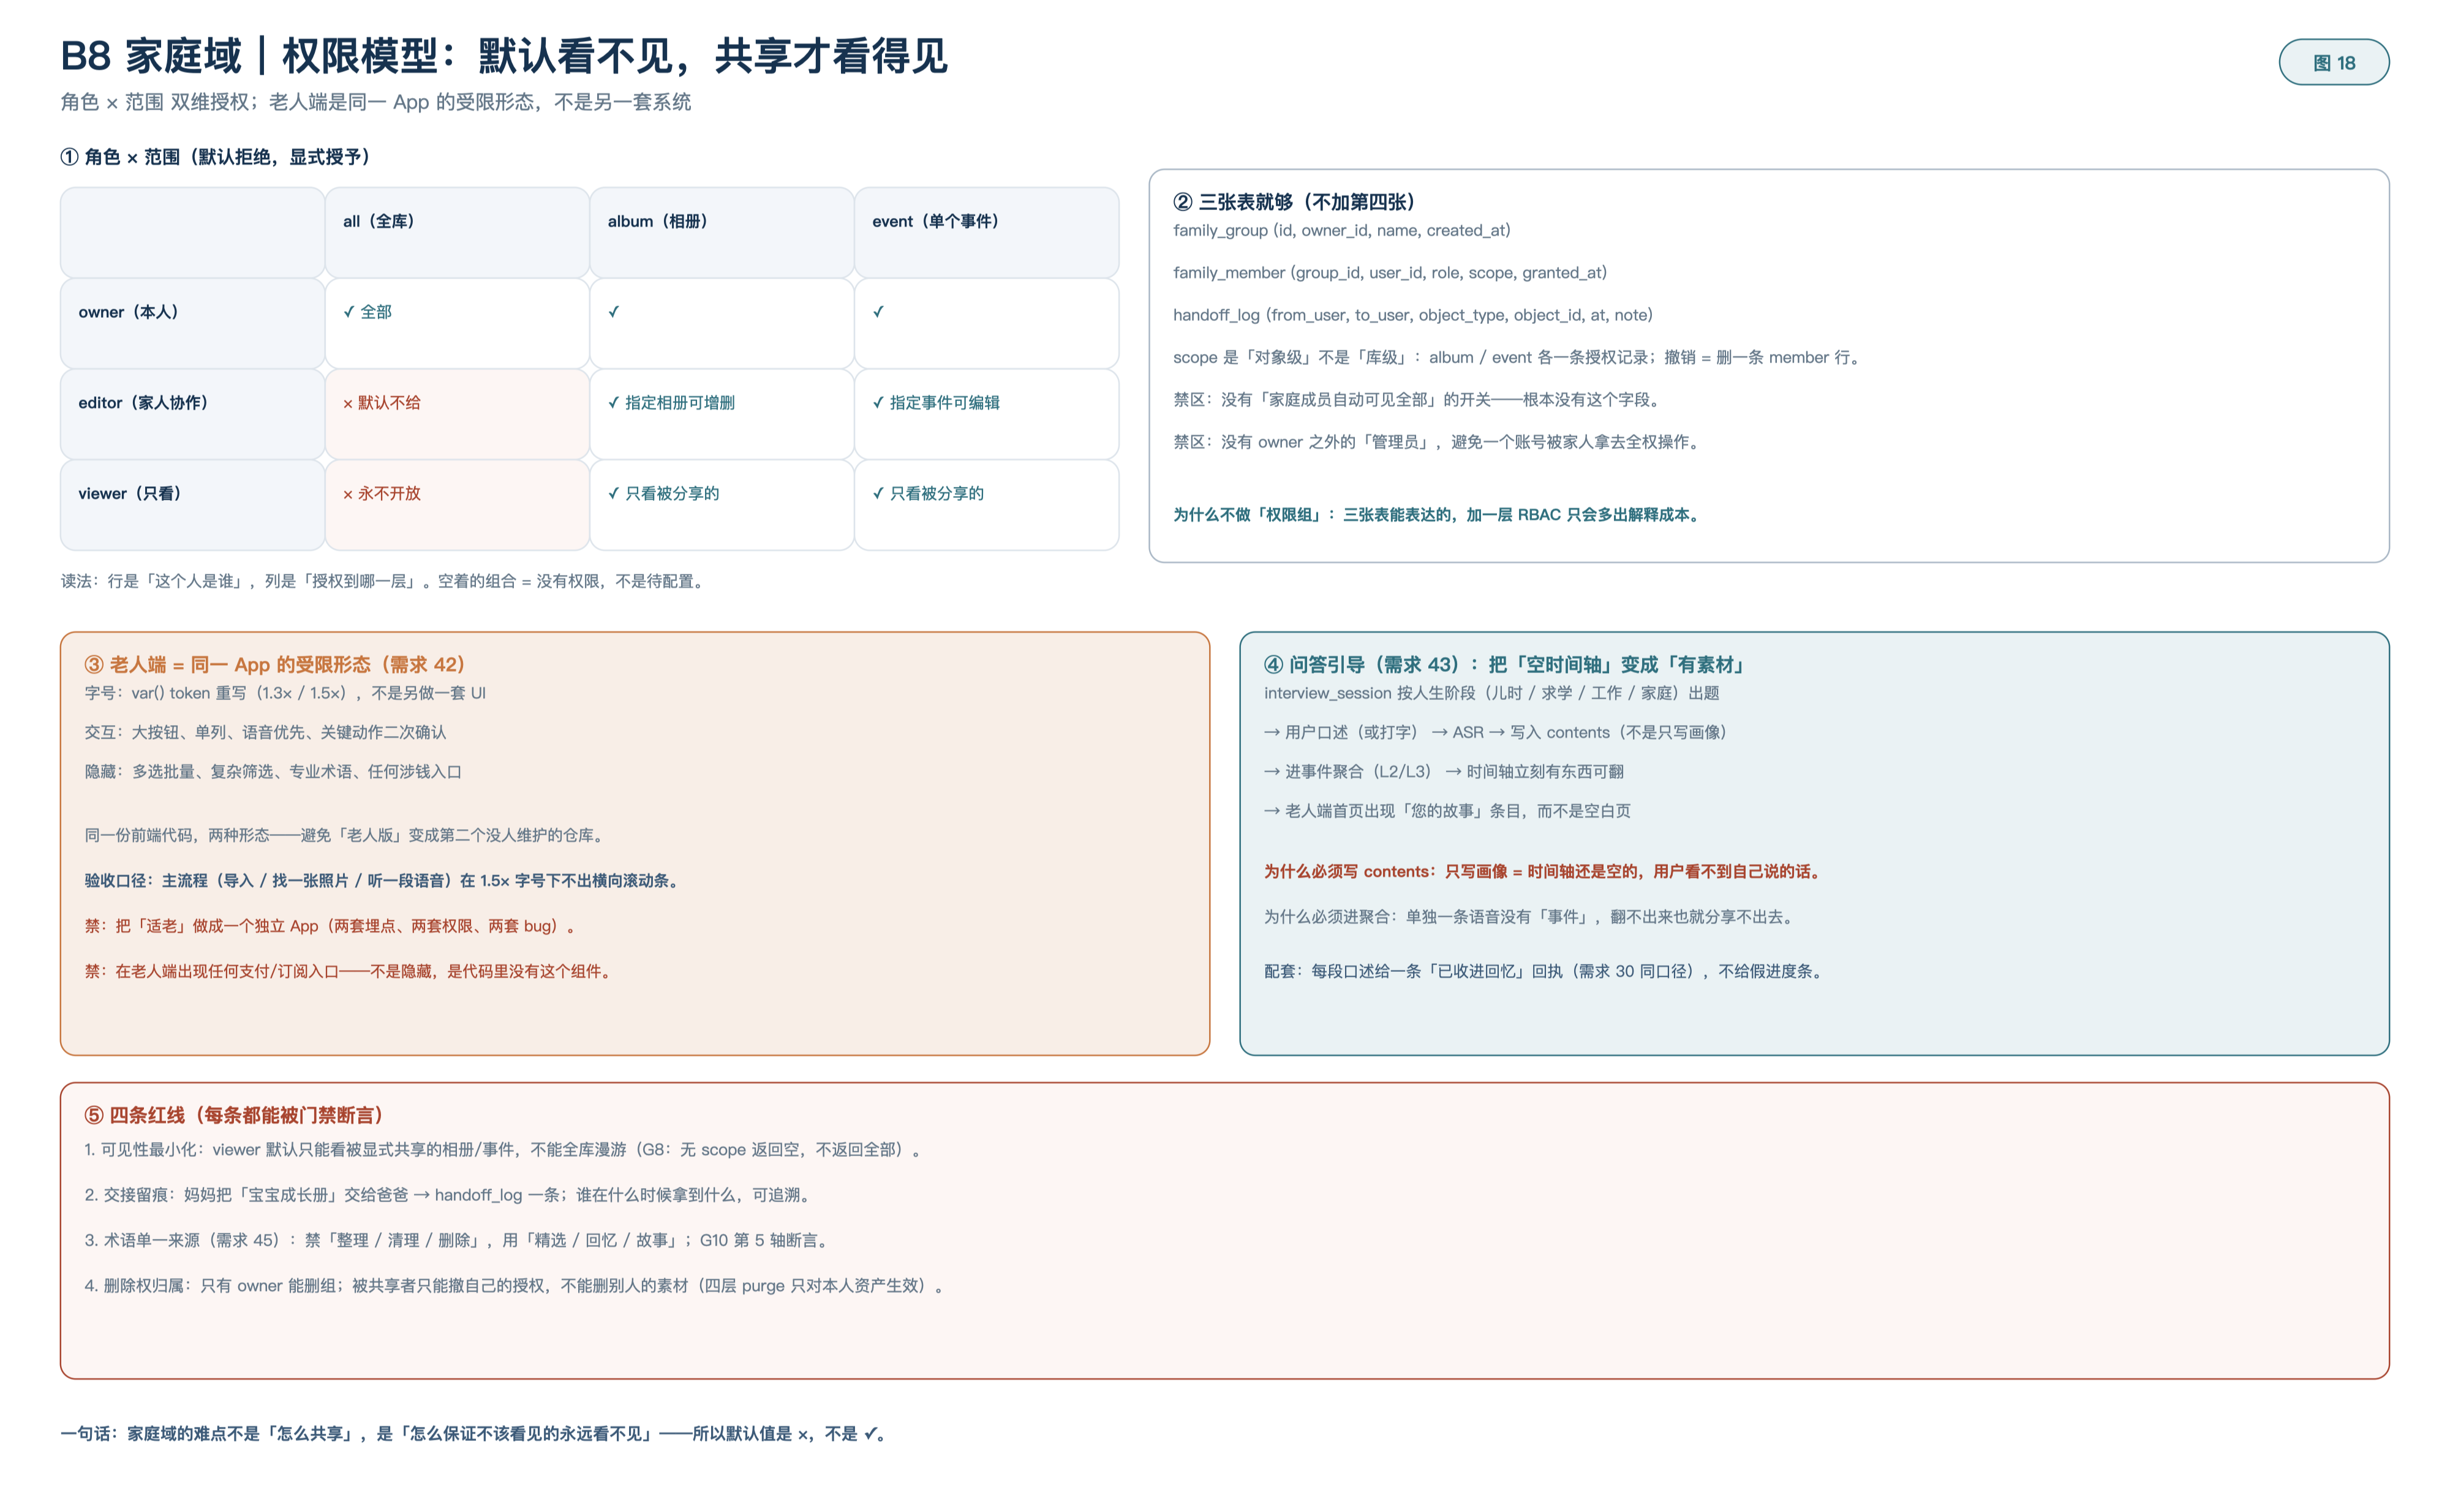 B8 家庭域｜权限模型：默认看不见，共享才看得见
图 18
角色 × 范围 双维授权；老人端是同一 App 的受限形态，不是另一套系统
① 角色 × 范围（默认拒绝，显式授予）
all（全库）
album（相册）
event（单个事件）
owner（本人）
✓ 全部
✓
✓
editor（家人协作）
× 默认不给
✓ 指定相册可增删
✓ 指定事件可编辑
viewer（只看）
× 永不开放
✓ 只看被分享的
✓ 只看被分享的
读法：行是「这个人是谁」，列是「授权到哪一层」。空着的组合 = 没有权限，不是待配置。
② 三张表就够（不加第四张）
family_group (id, owner_id, name, created_at)
family_member (group_id, user_id, role, scope, granted_at)
handoff_log (from_user, to_user, object_type, object_id, at, note)
scope 是「对象级」不是「库级」：album / event 各一条授权记录；撤销 = 删一条 member 行。
禁区：没有「家庭成员自动可见全部」的开关——根本没有这个字段。
禁区：没有 owner 之外的「管理员」，避免一个账号被家人拿去全权操作。
为什么不做「权限组」：三张表能表达的，加一层 RBAC 只会多出解释成本。
③ 老人端 = 同一 App 的受限形态（需求 42）
字号：var() token 重写（1.3× / 1.5×），不是另做一套 UI
交互：大按钮、单列、语音优先、关键动作二次确认
隐藏：多选批量、复杂筛选、专业术语、任何涉钱入口
同一份前端代码，两种形态——避免「老人版」变成第二个没人维护的仓库。
验收口径：主流程（导入 / 找一张照片 / 听一段语音）在 1.5× 字号下不出横向滚动条。
禁：把「适老」做成一个独立 App（两套埋点、两套权限、两套 bug）。
禁：在老人端出现任何支付/订阅入口——不是隐藏，是代码里没有这个组件。
④ 问答引导（需求 43）：把「空时间轴」变成「有素材」
interview_session 按人生阶段（儿时 / 求学 / 工作 / 家庭）出题
→ 用户口述（或打字） → ASR → 写入 contents（不是只写画像）
→ 进事件聚合（L2/L3） → 时间轴立刻有东西可翻
→ 老人端首页出现「您的故事」条目，而不是空白页
为什么必须写 contents：只写画像 = 时间轴还是空的，用户看不到自己说的话。
为什么必须进聚合：单独一条语音没有「事件」，翻不出来也就分享不出去。
配套：每段口述给一条「已收进回忆」回执（需求 30 同口径），不给假进度条。
⑤ 四条红线（每条都能被门禁断言）
1. 可见性最小化：viewer 默认只能看被显式共享的相册/事件，不能全库漫游（G8：无 scope 返回空，不返回全部）。
2. 交接留痕：妈妈把「宝宝成长册」交给爸爸 → handoff_log 一条；谁在什么时候拿到什么，可追溯。
3. 术语单一来源（需求 45）：禁「整理 / 清理 / 删除」，用「精选 / 回忆 / 故事」；G10 第 5 轴断言。
4. 删除权归属：只有 owner 能删组；被共享者只能撤自己的授权，不能删别人的素材（四层 purge 只对本人资产生效）。
一句话：家庭域的难点不是「怎么共享」，是「怎么保证不该看见的永远看不见」——所以默认值是 ×，不是 ✓。